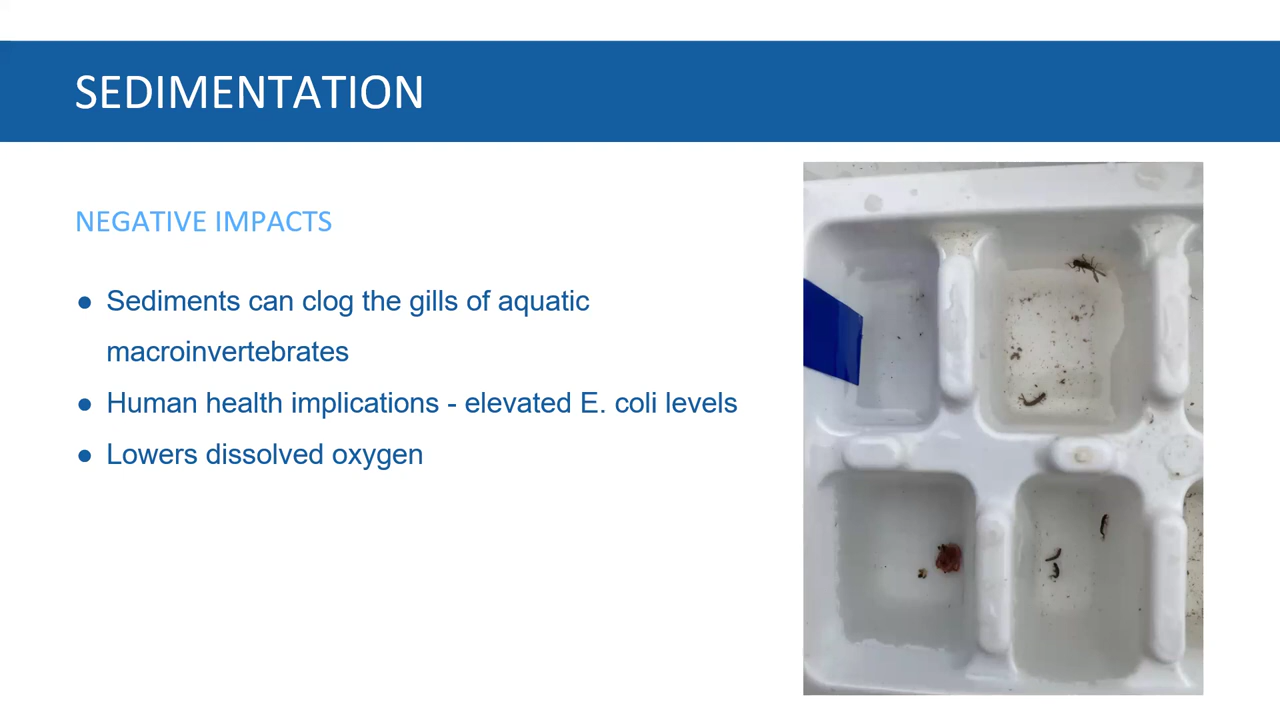 SEDIMENTATION
NEGATIVE IMPACTS
● Sediments can clog the gills of aquatic
macroinvertebrates
● Human health implications - elevated E. coli levels
● Lowers dissolved oxygen